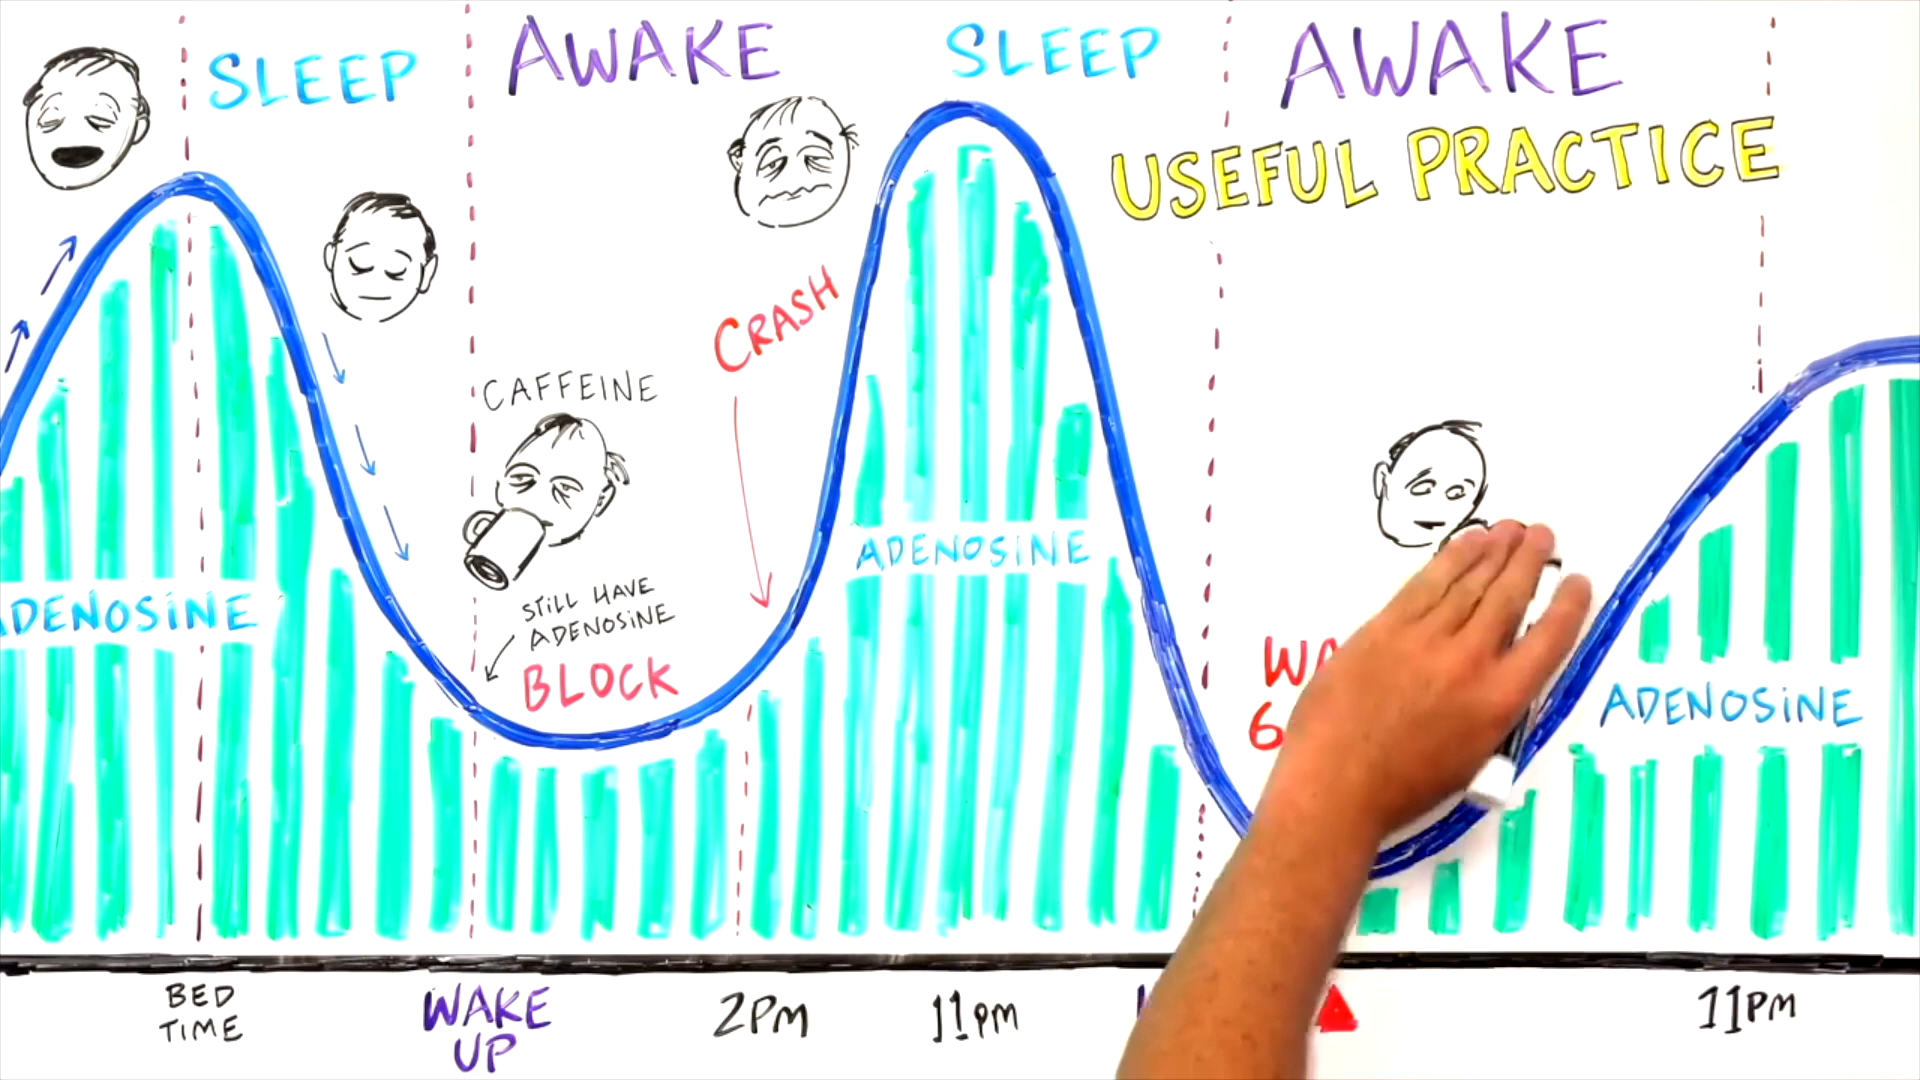 SLEEP
AWAKE
SLEEP
AWAKE
USEFUL PRACTICE
CRASH
CAFFEINE
STILL HAVE
ADENOSINE
BLOCK
ADENOSINE
ADENOSINE
ADENOSINE
BED
TIME
WAKE
UP
2PM
11PM
11PM